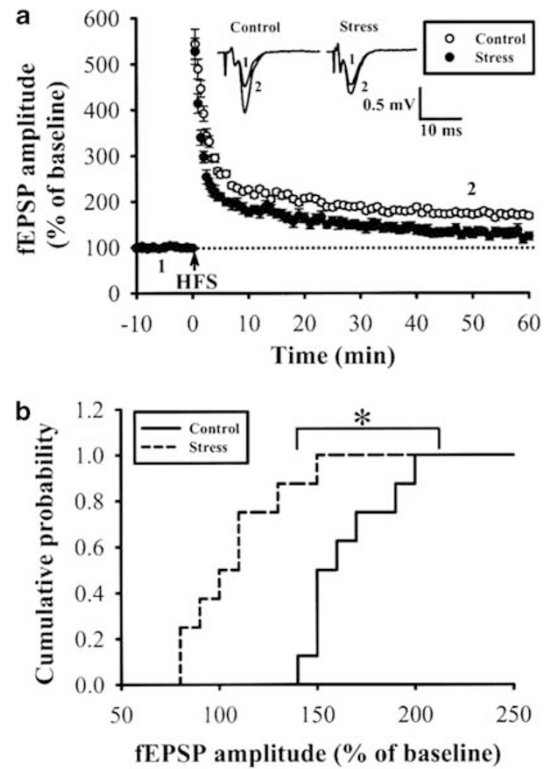 a
600
500
400
300
200
100
0
fEPSP amplitude
(% of baseline)
Control
Stress
1
2
1
2
0.5 mV
10 ms
Control
Stress
2
1
HFS
-10 0 10 20 30 40 50 60
Time (min)
b
1.2
1.0
0.8
0.6
0.4
0.2
0.0
Cumulative probability
Control
Stress
*
50 100 150 200 250
fEPSP amplitude (% of baseline)